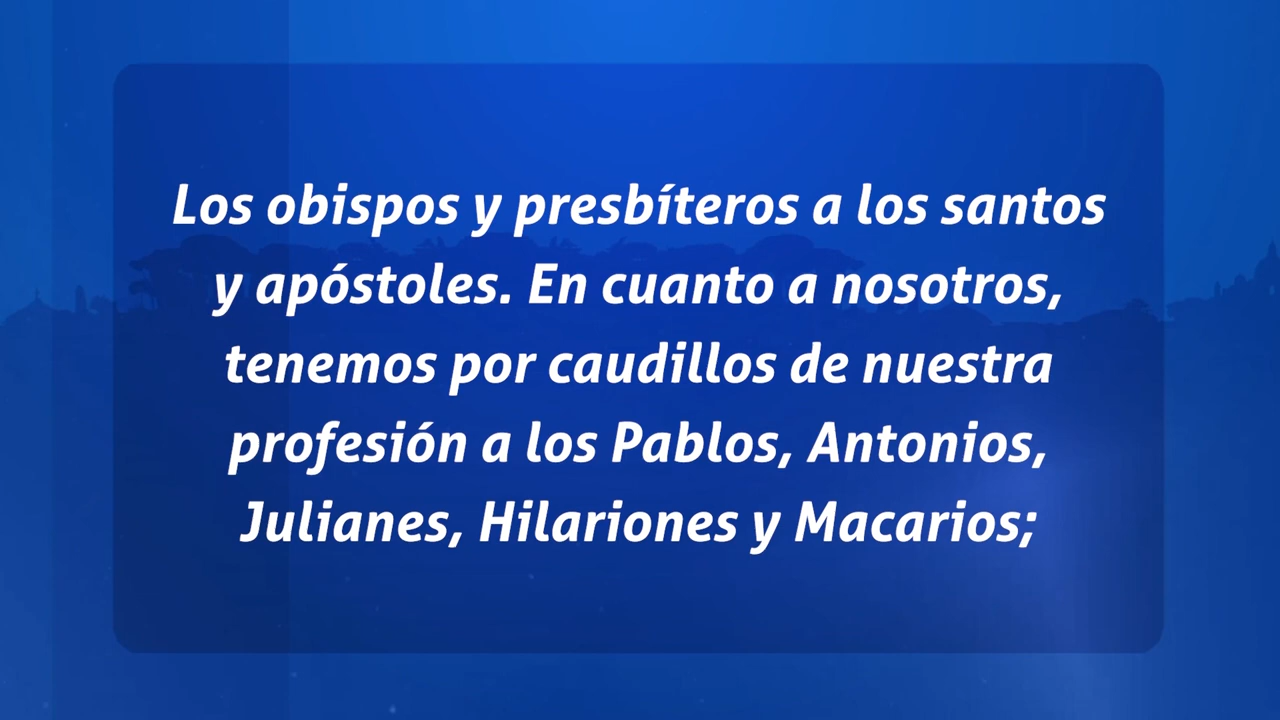 Los obispos y presbíteros a los santos
y apóstoles. En cuanto a nosotros,
tenemos por caudillos de nuestra
profesión a los Pablos, Antonios,
Julianes, Hilariones y Macarios;